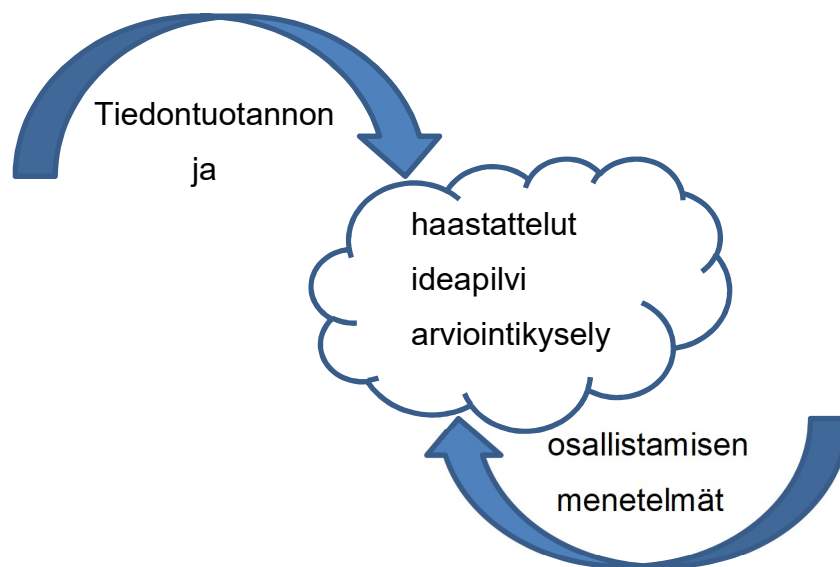 Tiedontuotannon
ja
haastattelut
ideapilvi
arviointikysely
osallistamisen
menetelmät